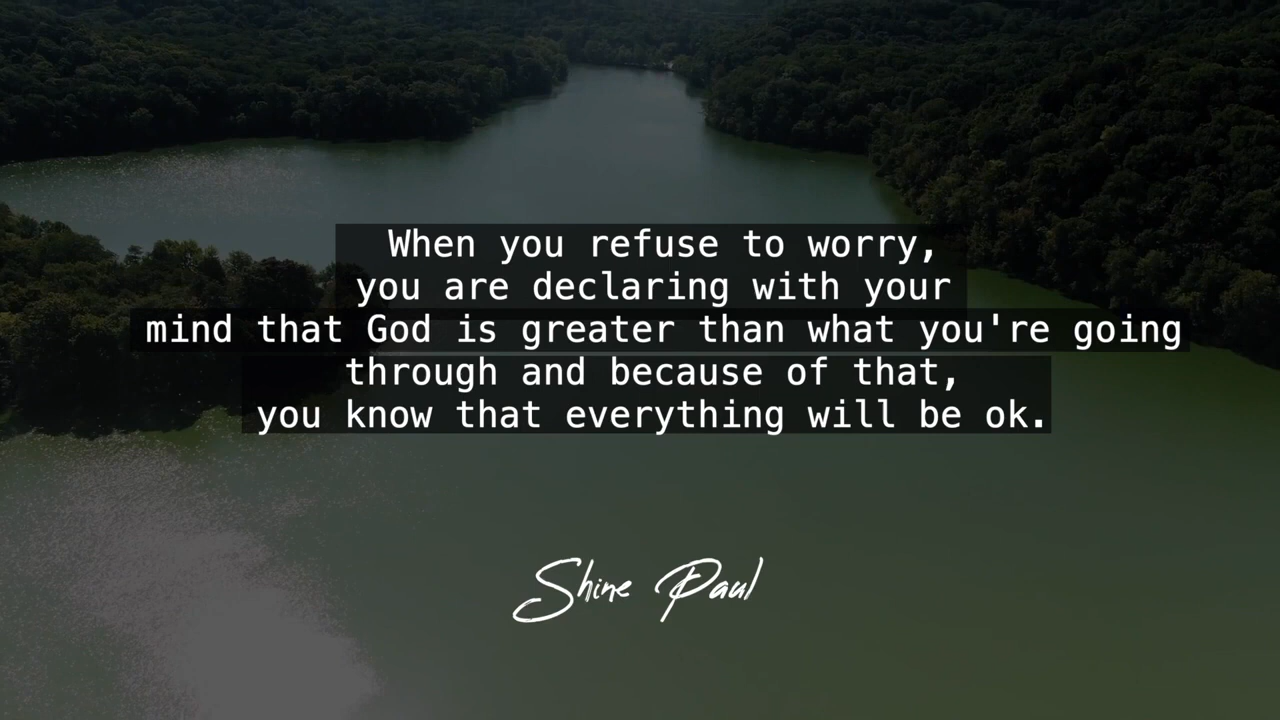 When you refuse to worry,
you are declaring with your
mind that God is greater than what you're going
through and because of that,
you know that everything will be ok.
Shine Paul